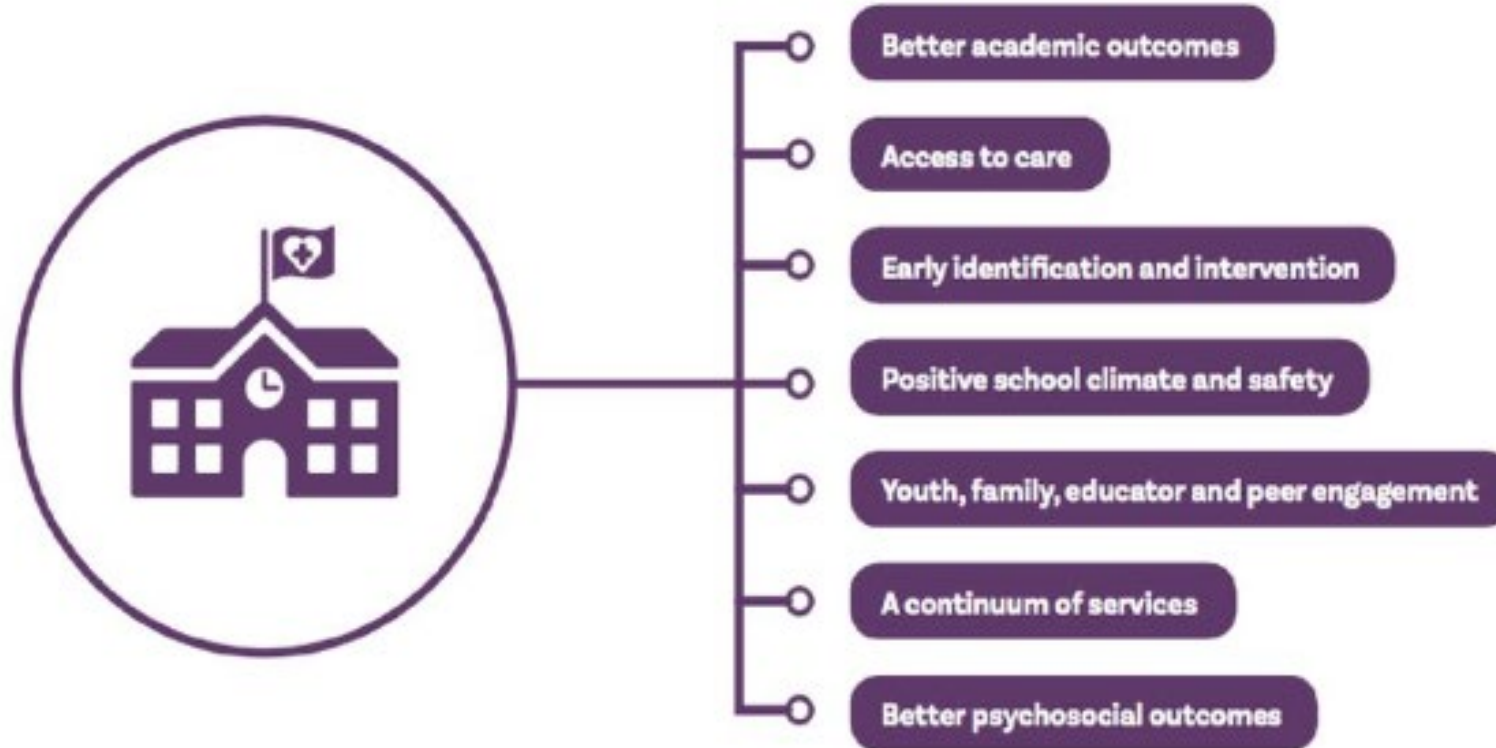 Better academic outcomes
Access to care
Early identification and intervention
Positive school climate and safety
Youth, family, educator and peer engagement
A continuum of services
Better psychosocial outcomes